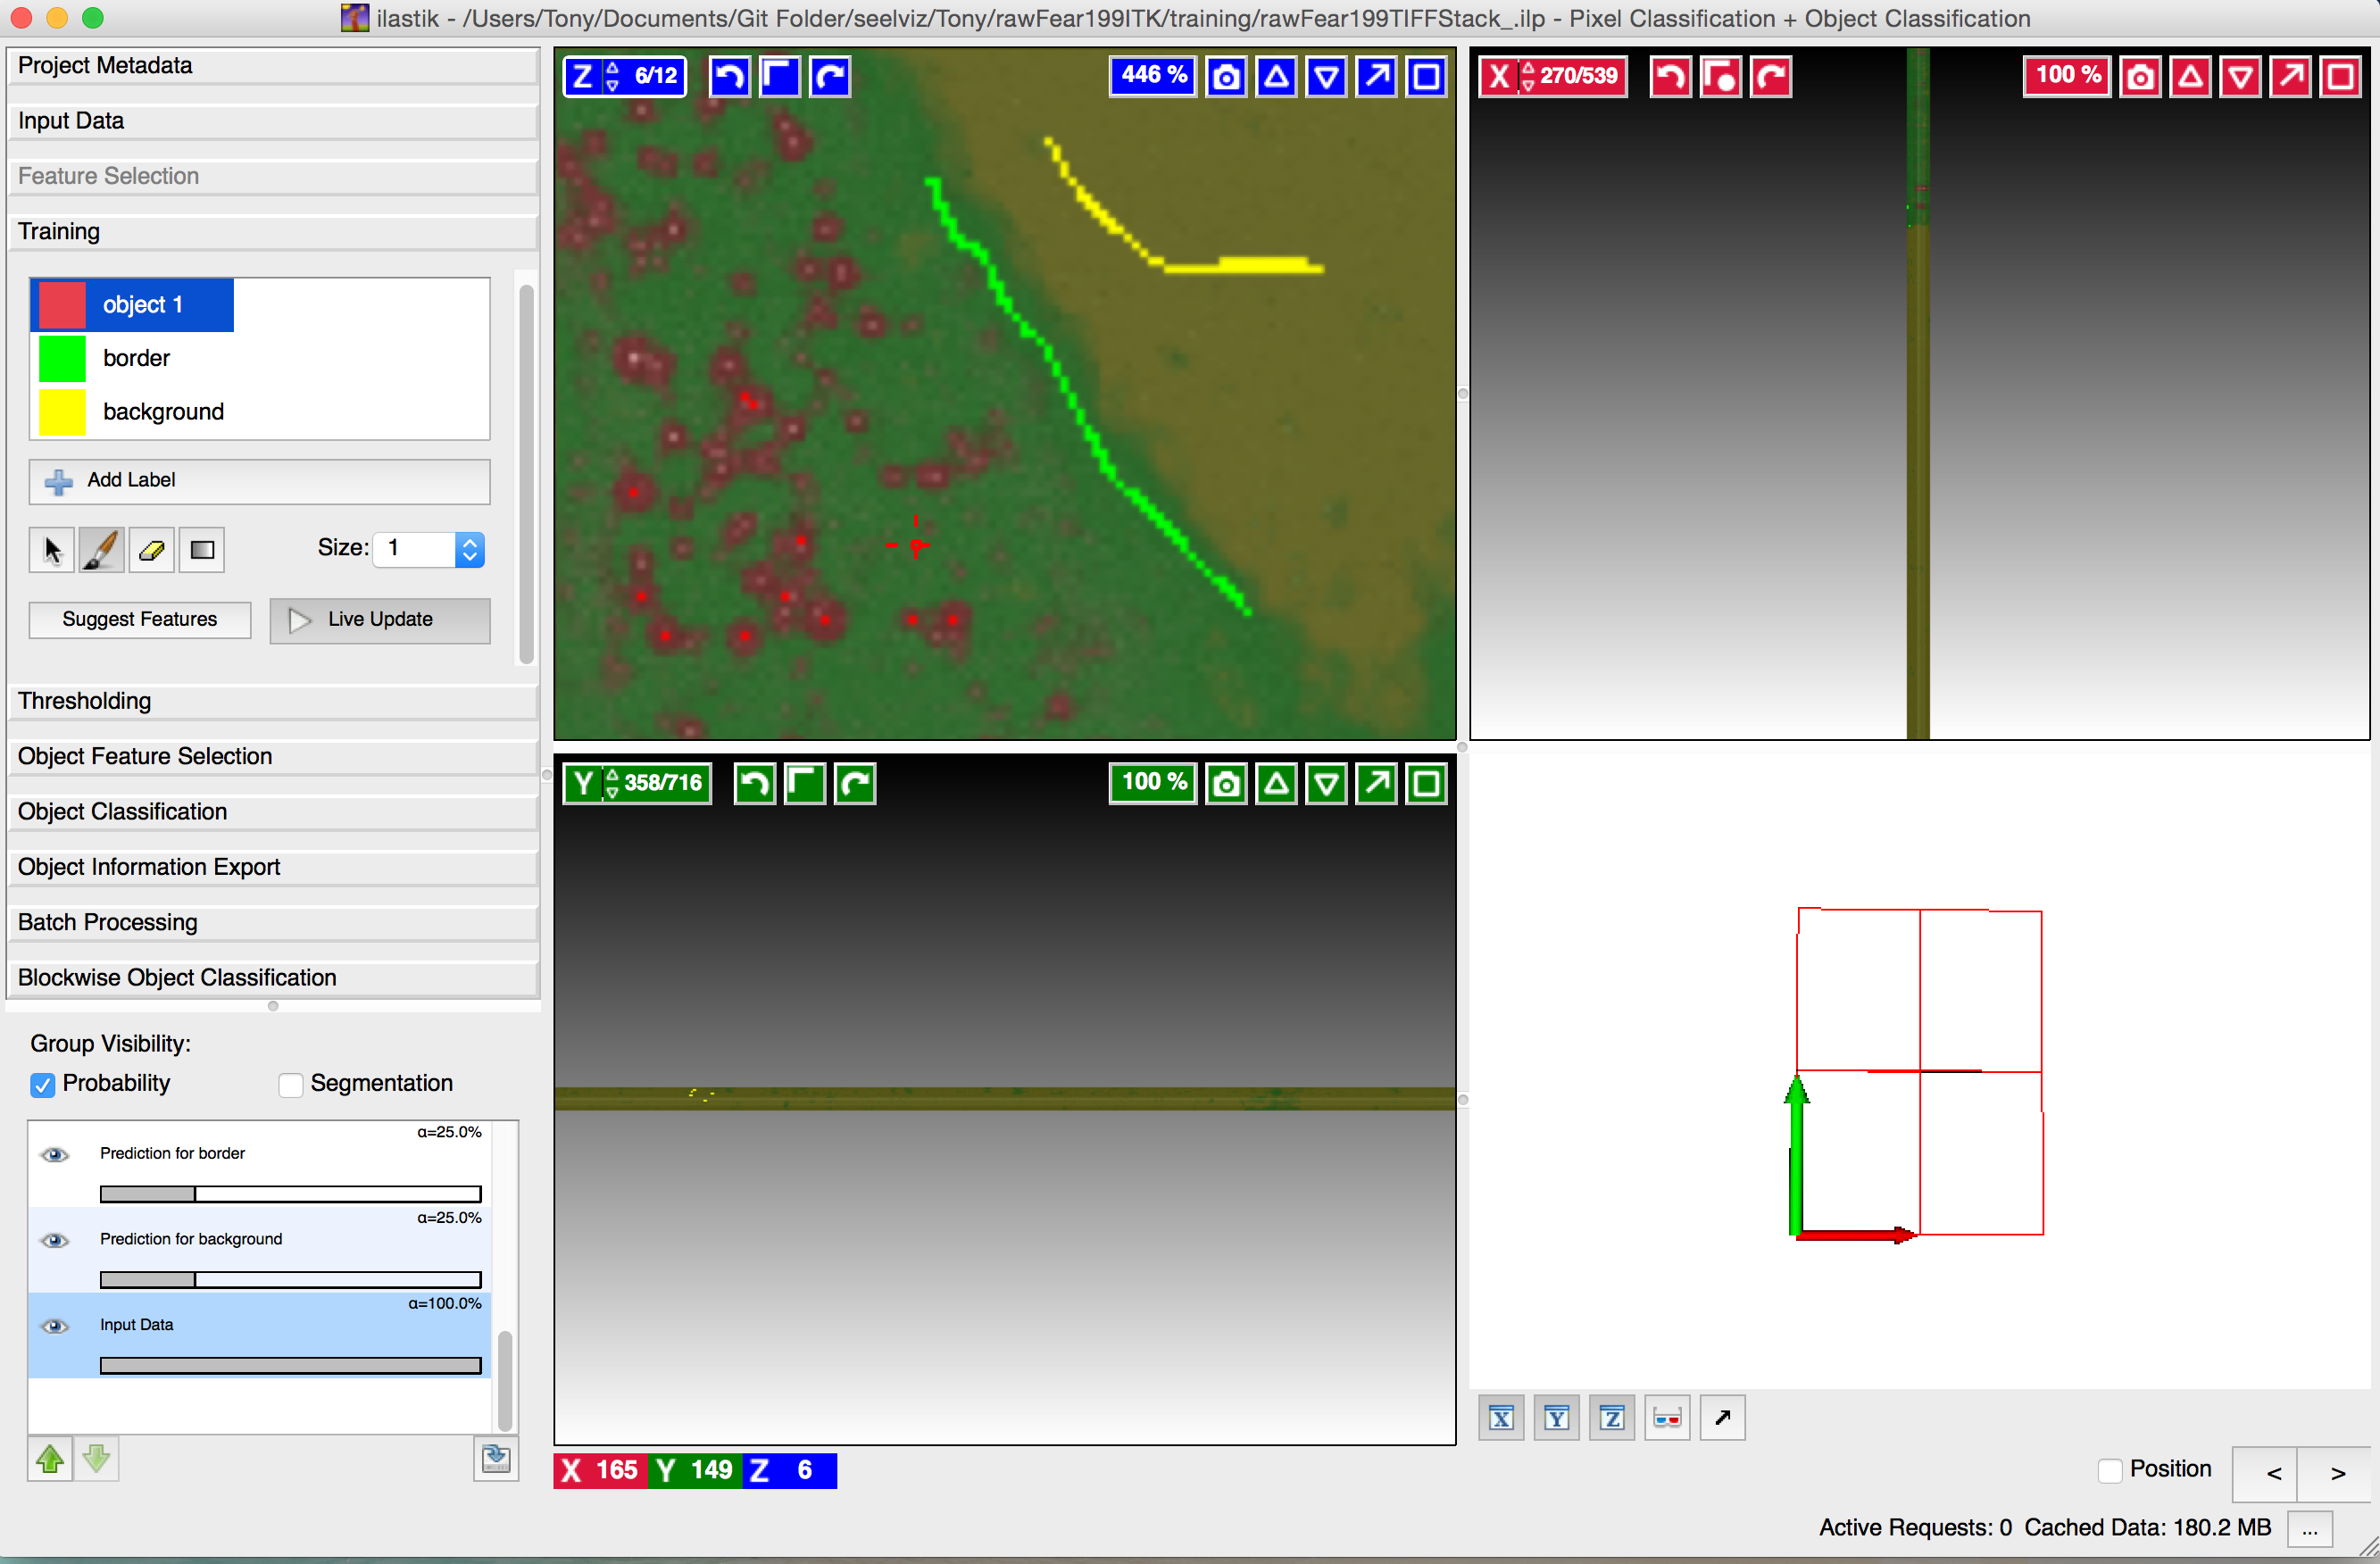 ilastik - /Users/Tony/Documents/Git Folder/seelviz/Tony/rawFear199ITK/training/rawFear199TIFFStack_.ilp - Pixel Classification + Object Classification
Project Metadata
Input Data
Feature Selection
Training
object 1
border
background
Add Label
Size: 1
Suggest Features
Live Update
Thresholding
Object Feature Selection
Object Classification
Object Information Export
Batch Processing
Blockwise Object Classification
Group Visibility:
Probability
Segmentation
α=25.0%
Prediction for border
α=25.0%
Prediction for background
α=100.0%
Input Data
Z 6/12
446 %
X 270/539
100 %
Y 358/716
100 %
X 165 Y 149 Z 6
X Y Z
Position
< >
Active Requests: 0 Cached Data: 180.2 MB ...